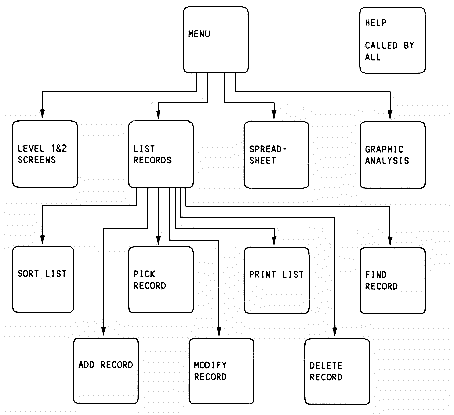 MENU
HELP
CALLED BY
ALL
LEVEL 1&2
SCREENS
LIST
RECORDS
SPREAD-
SHEET
GRAPHIC
ANALYSIS
SORT LIST
PICK
RECORD
PRINT LIST
FIND
RECORD
ADD RECORD
MODIFY
RECORD
DELETE
RECORD